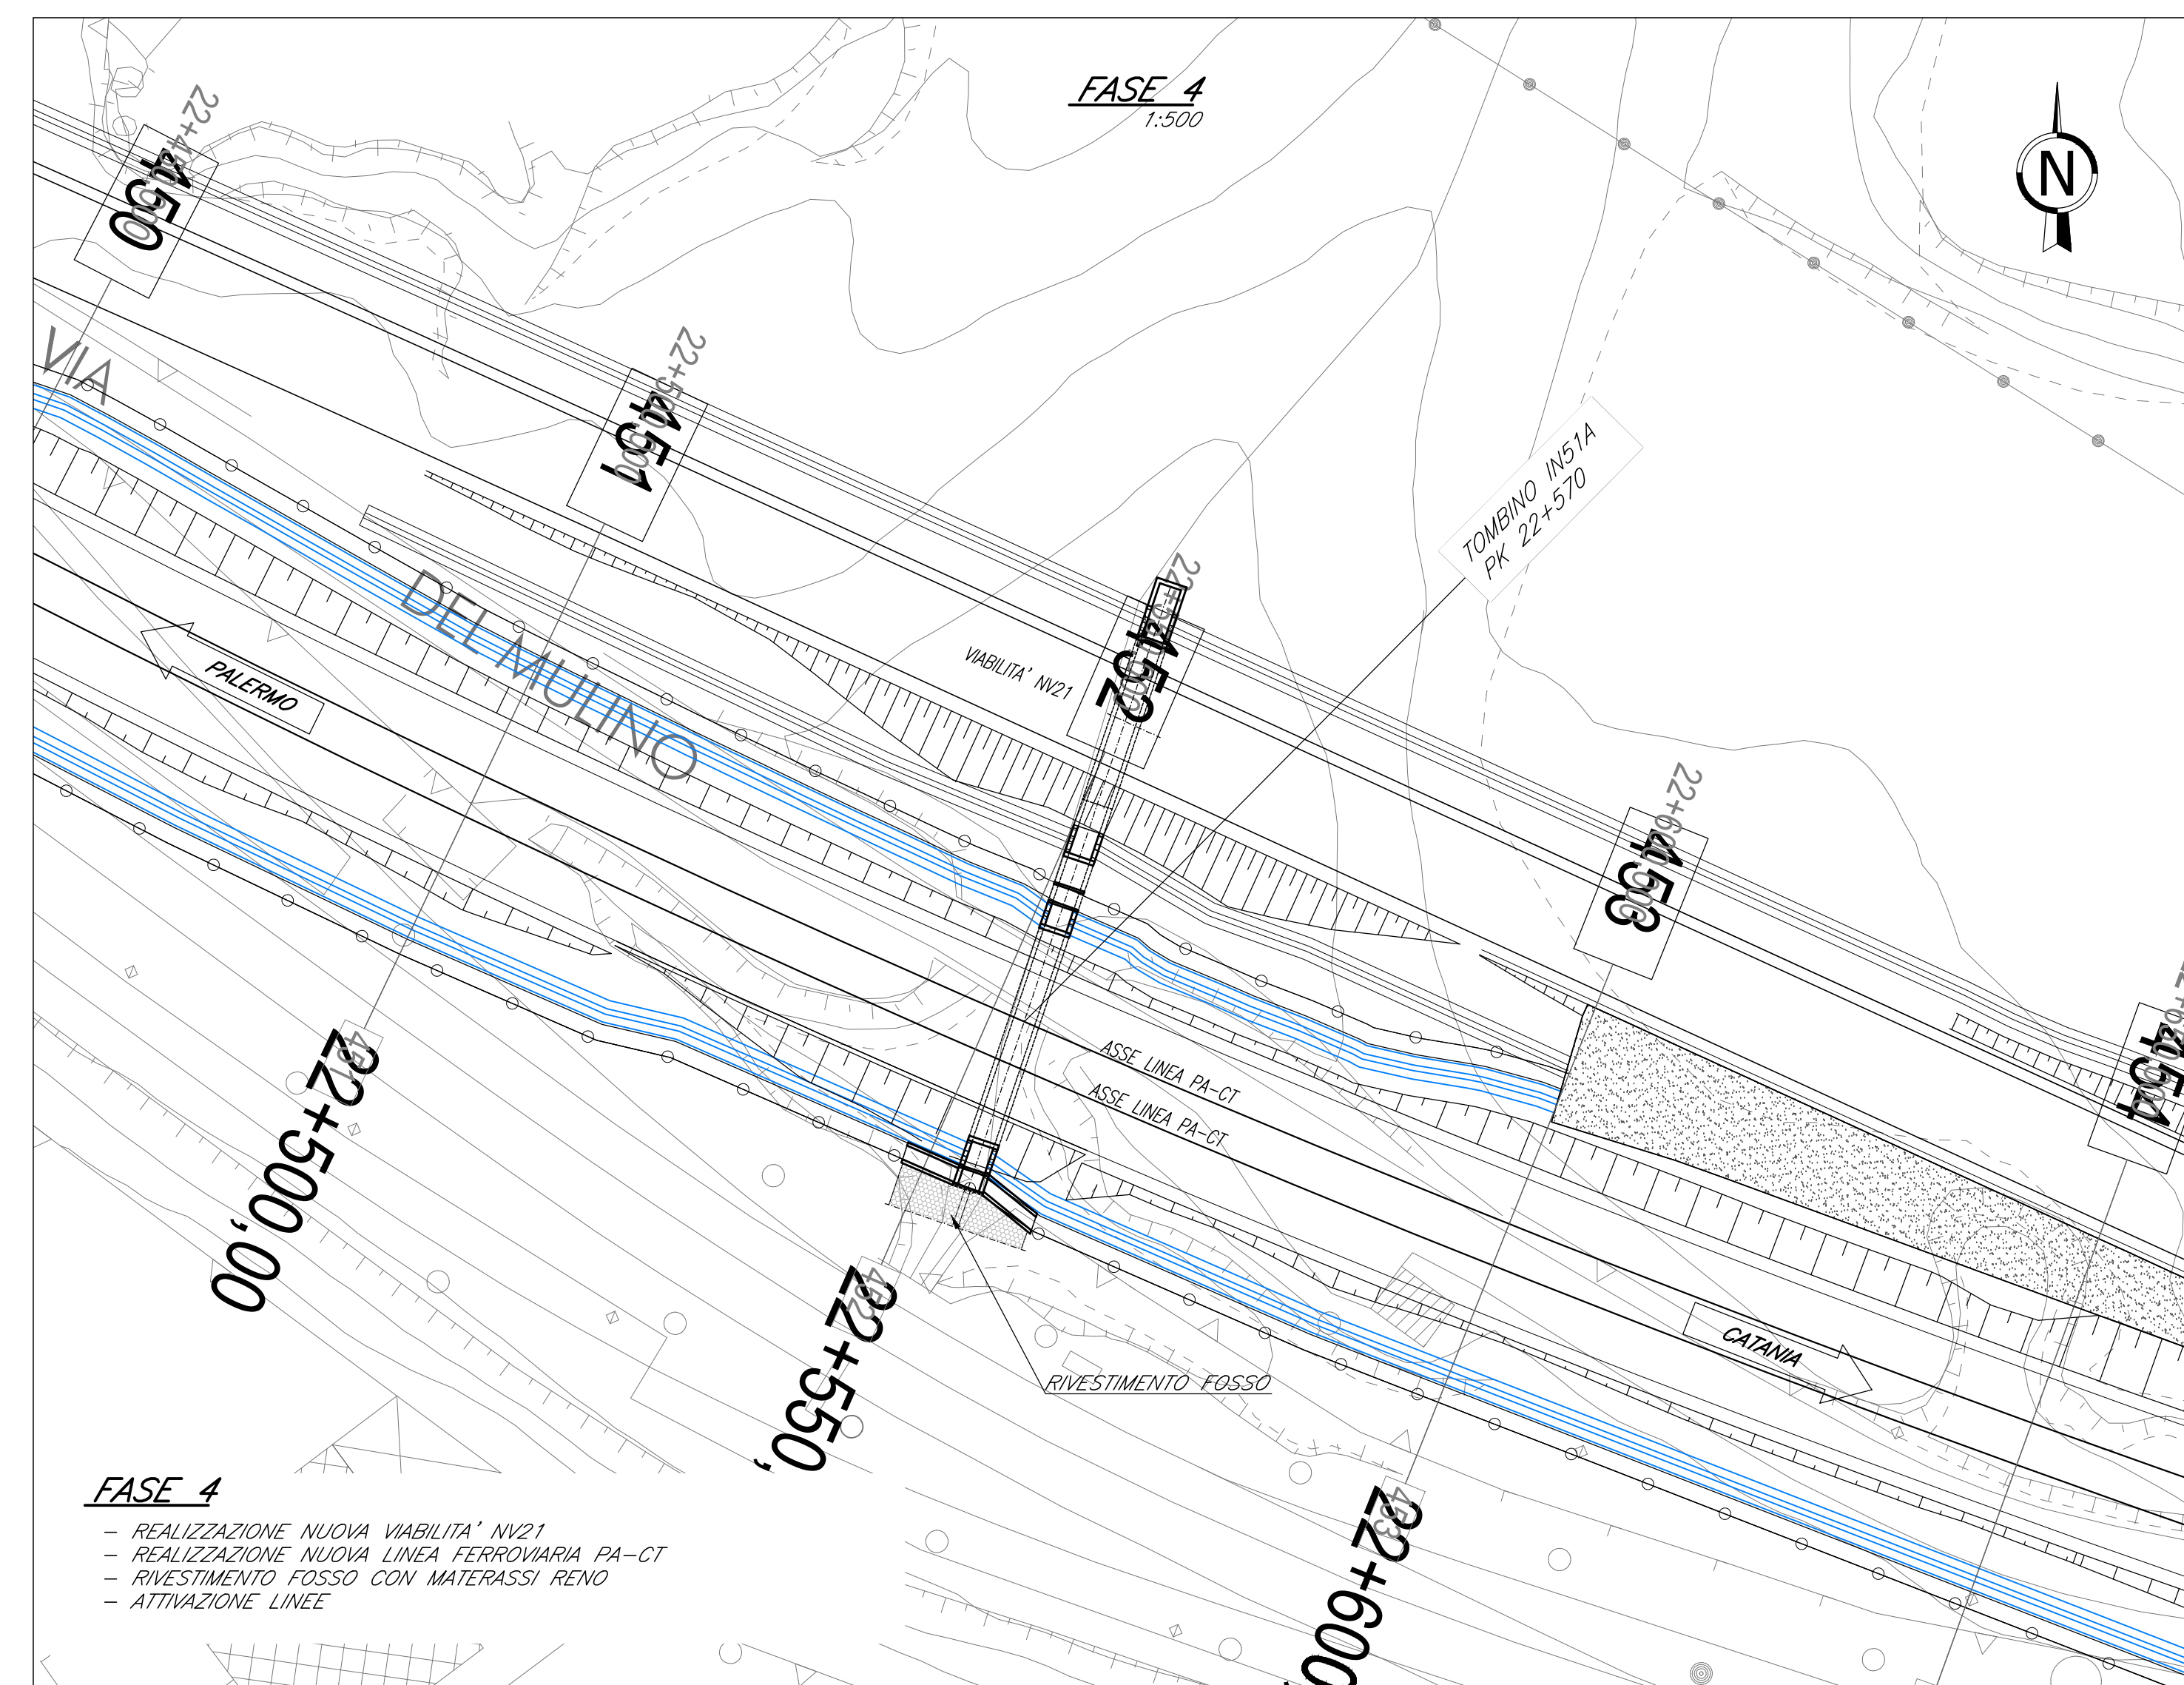 FASE 4
1:500
N
450
451
VIA
DEL MULINO
TOMBINO IN51A
PK 22+570
VIABILITA' NV21
452
PALERMO
453
454
ASSE LINEA PA-CT
ASSE LINEA PA-CT
451
22+500,00
452
22+550,
CATANIA
RIVESTIMENTO FOSSO
453
22+600
FASE 4
- REALIZZAZIONE NUOVA VIABILITA' NV21
- REALIZZAZIONE NUOVA LINEA FERROVIARIA PA-CT
- RIVESTIMENTO FOSSO CON MATERASSI RENO
- ATTIVAZIONE LINEE